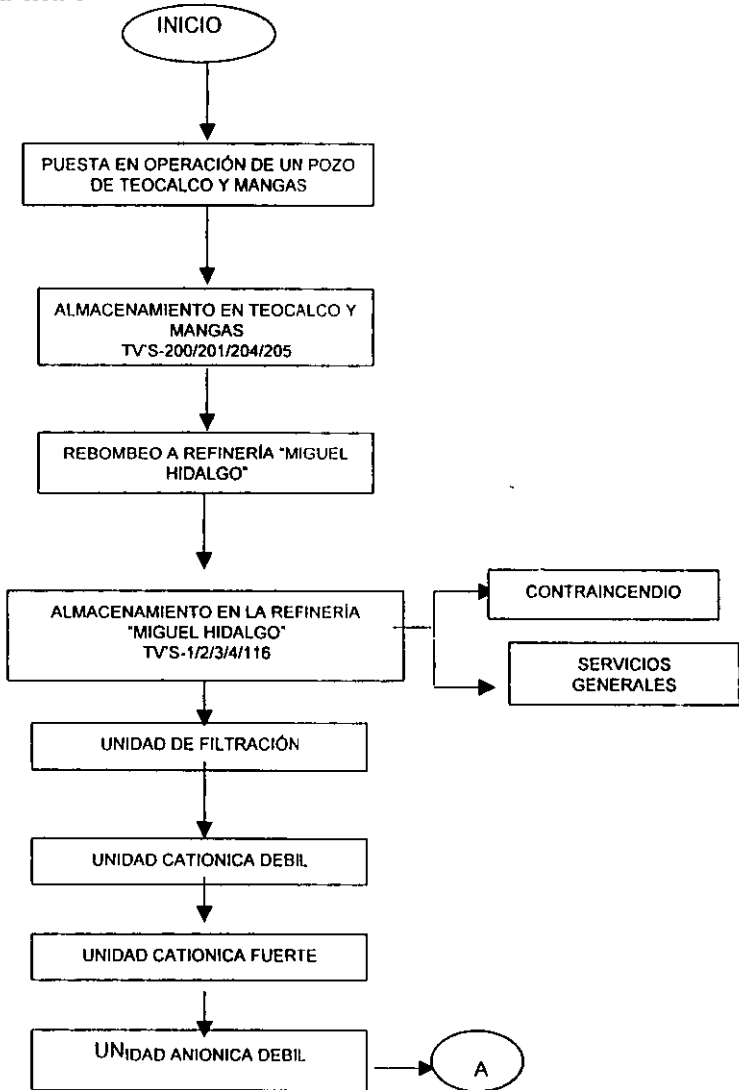 INICIO
PUESTA EN OPERACIÓN DE UN POZO
DE TEOCALCO Y MANGAS
ALMACENAMIENTO EN TEOCALCO Y
MANGAS
TV'S-200/201/204/205
REBOMBEO A REFINERÍA "MIGUEL
HIDALGO"
ALMACENAMIENTO EN LA REFINERÍA
"MIGUEL HIDALGO"
TV'S-1/2/3/4/116
CONTRAINCENDIO
SERVICIOS
GENERALES
UNIDAD DE FILTRACIÓN
UNIDAD CATIONICA DEBIL
UNIDAD CATIONICA FUERTE
UNIDAD ANIONICA DEBIL
A